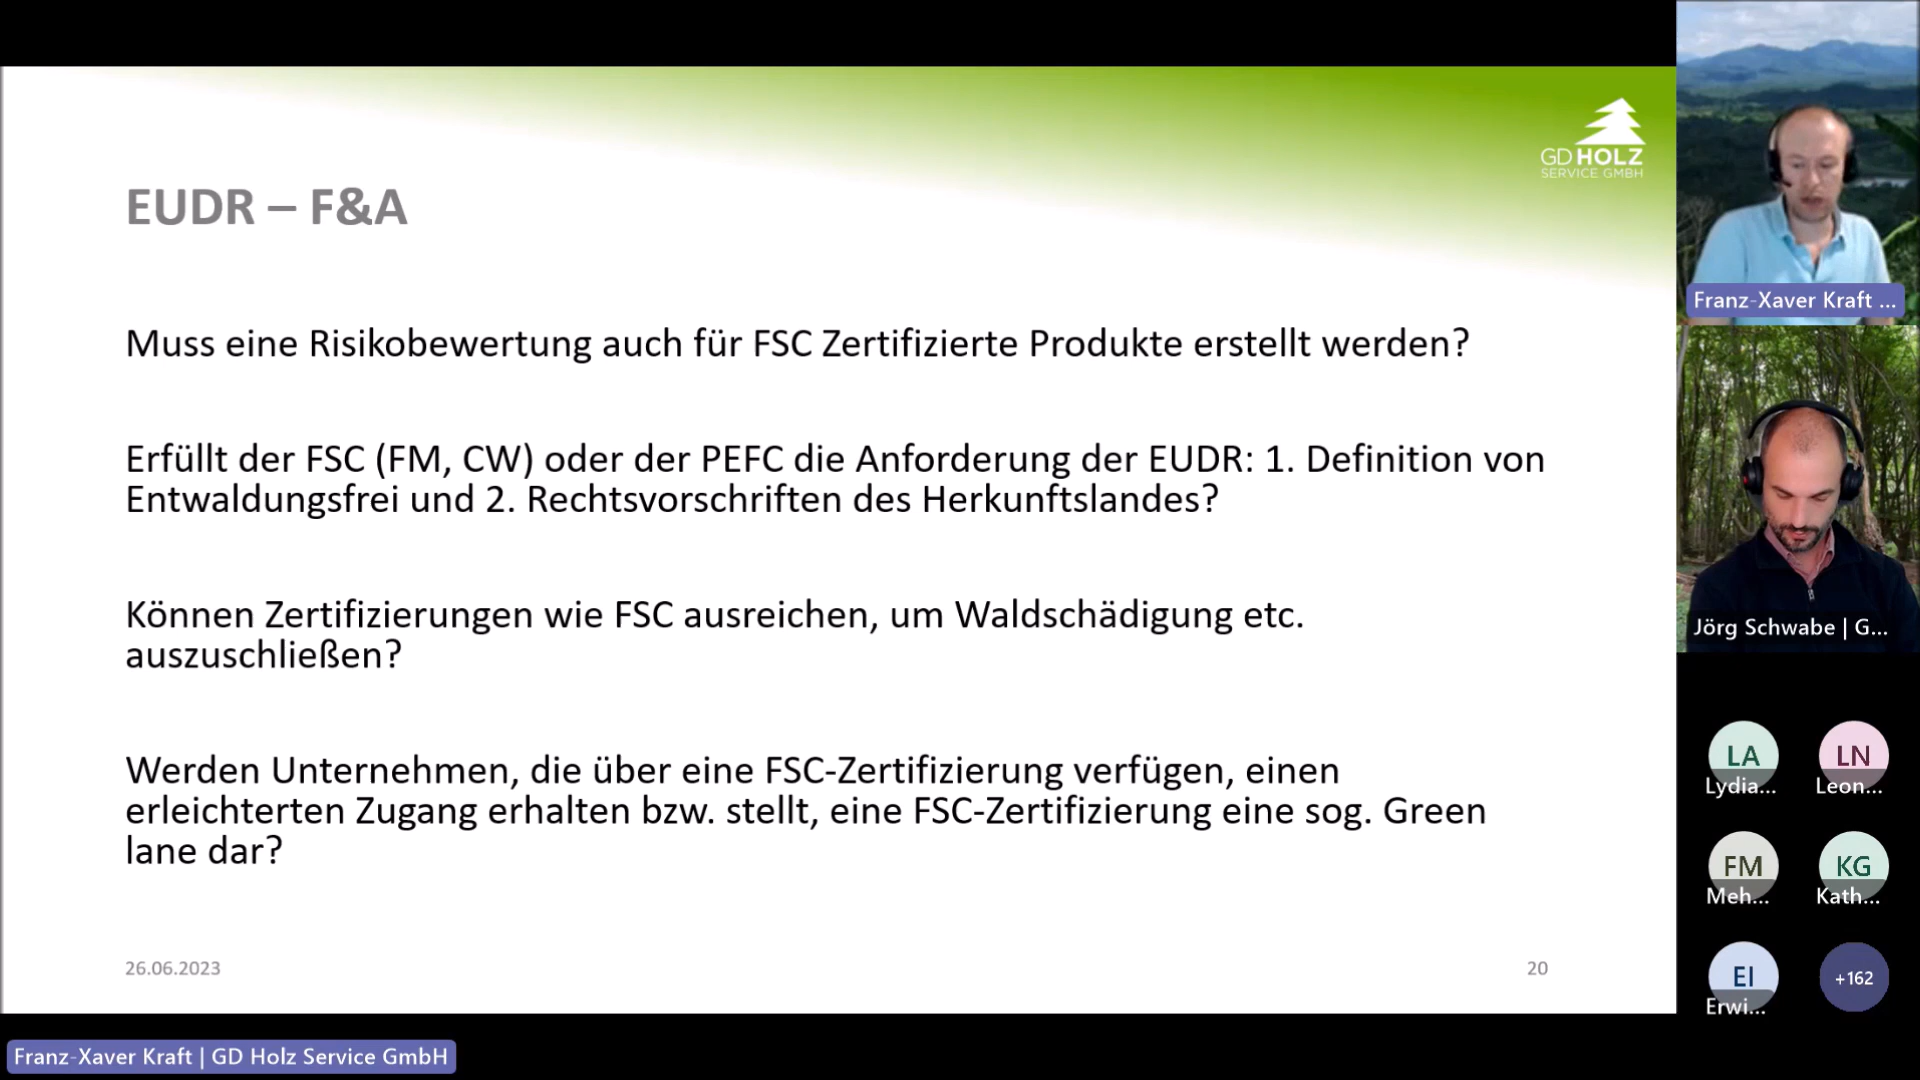 GD HOLZ
SERVICE GMBH
EUDR – F&A
Muss eine Risikobewertung auch für FSC Zertifizierte Produkte erstellt werden?
Erfüllt der FSC (FM, CW) oder der PEFC die Anforderung der EUDR: 1. Definition von
Entwaldungsfrei und 2. Rechtsvorschriften des Herkunftslandes?
Können Zertifizierungen wie FSC ausreichen, um Waldschädigung etc.
auszuschließen?
Werden Unternehmen, die über eine FSC-Zertifizierung verfügen, einen
erleichterten Zugang erhalten bzw. stellt, eine FSC-Zertifizierung eine sog. Green
lane dar?
26.06.2023
20
Franz-Xaver Kraft | GD Holz Service GmbH
Franz-Xaver Kraft ...
Jörg Schwabe | G...
LA
Lydia...
LN
Leon...
FM
Meh...
KG
Kath...
EI
Erwi...
+162